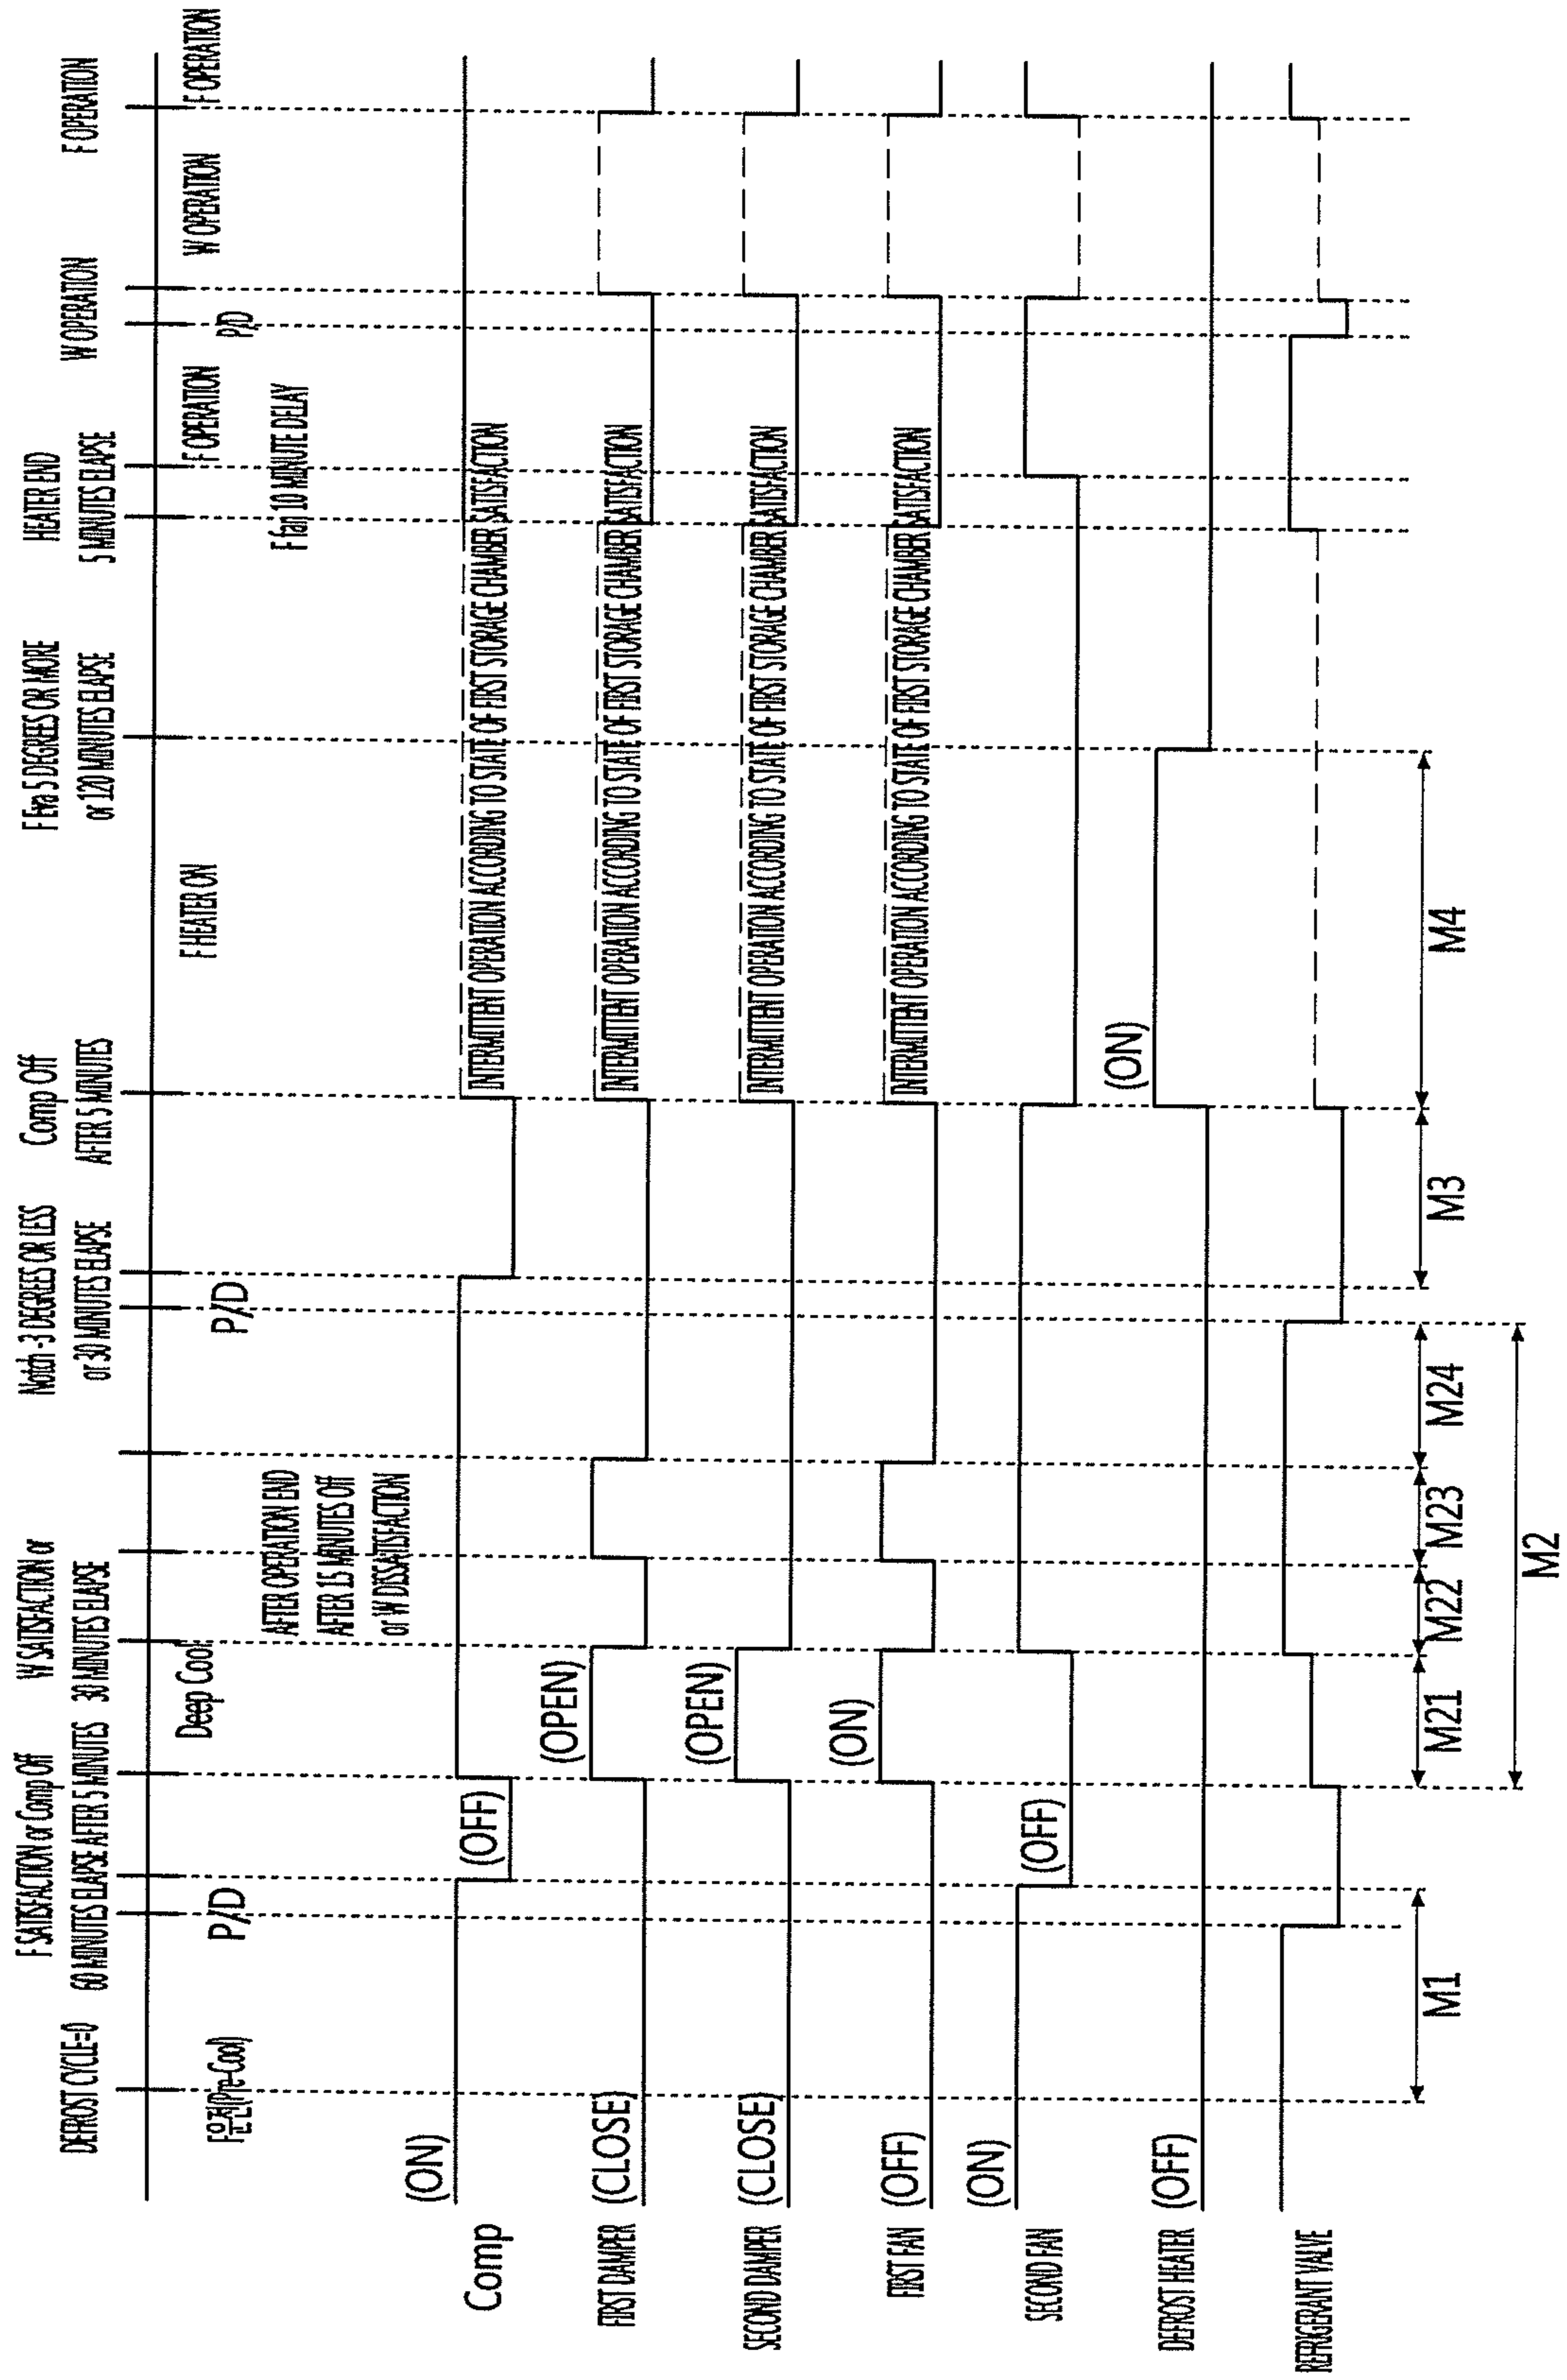 DEFROST CYCLE=0
F SATISFACTION or Comp Off
60 MINUTES ELAPSE AFTER 5 MINUTES
W SATISFACTION or
30 MINUTES ELAPSE
Notch -3 DEGREES OR LESS
or 30 MINUTES ELAPSE
Comp Off
AFTER 5 MINUTES
F Eva 5 DEGREES OR MORE
or 120 MINUTES ELAPSE
HEATER END
5 MINUTES ELAPSE
W OPERATION
F OPERATION
F운전(Pre-Cool)
P/D
Deep Cool
AFTER OPERATION END
AFTER 15 MINUTES Off
or W DISSATISFACTION
P/D
F HEATER ON
F OPERATION
F fan 10 MINUTE DELAY
P/D
W OPERATION
F OPERATION
Comp
(ON)
(OFF)
INTERMITTENT OPERATION ACCORDING TO STATE OF FIRST STORAGE CHAMBER SATISFACTION
FIRST DAMPER
(CLOSE)
(OPEN)
INTERMITTENT OPERATION ACCORDING TO STATE OF FIRST STORAGE CHAMBER SATISFACTION
SECOND DAMPER
(CLOSE)
(OPEN)
INTERMITTENT OPERATION ACCORDING TO STATE OF FIRST STORAGE CHAMBER SATISFACTION
FIRST FAN
(OFF)
(ON)
INTERMITTENT OPERATION ACCORDING TO STATE OF FIRST STORAGE CHAMBER SATISFACTION
SECOND FAN
(ON)
(OFF)
DEFROST HEATER
(OFF)
(ON)
REFRIGERANT VALVE
M1
M21
M22
M23
M24
M3
M4
M2